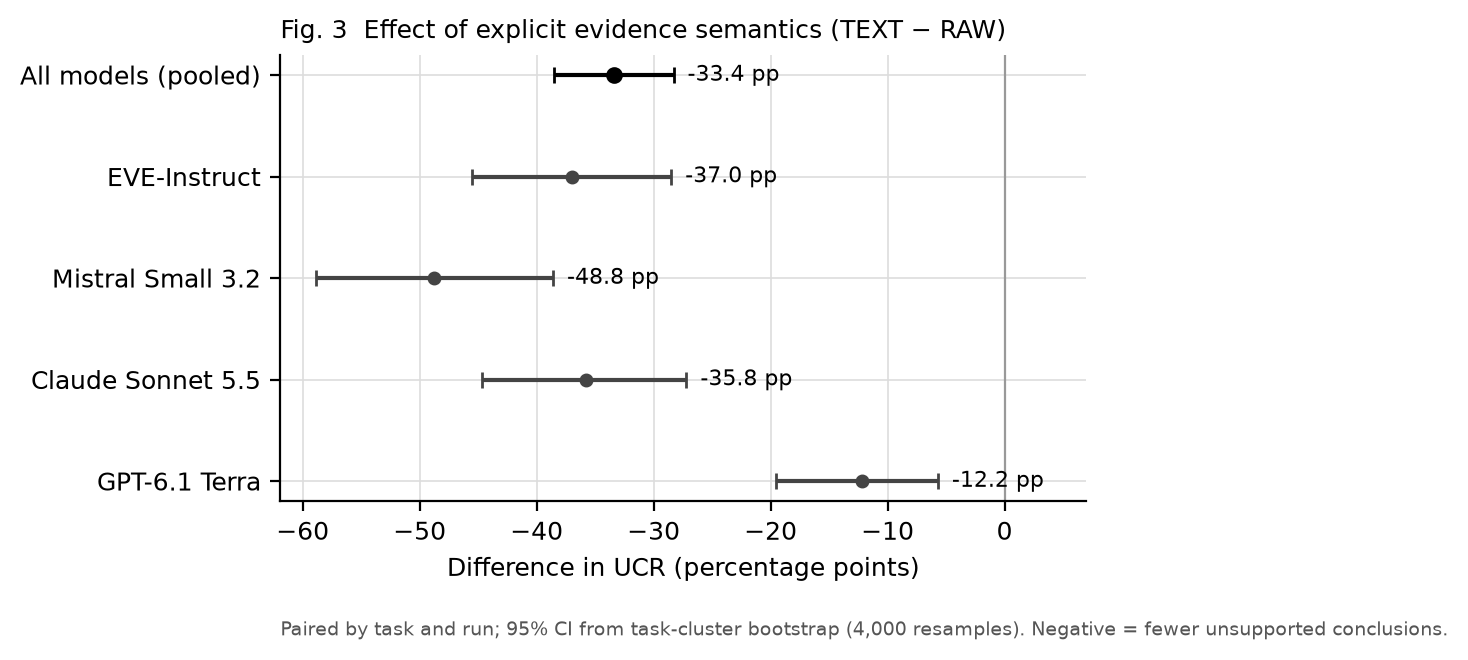 Fig. 3  Effect of explicit evidence semantics (TEXT − RAW)
All models (pooled)
-33.4 pp
EVE-Instruct
-37.0 pp
Mistral Small 3.2
-48.8 pp
Claude Sonnet 5.5
-35.8 pp
GPT-6.1 Terra
-12.2 pp
−60 −50 −40 −30 −20 −10 0
Difference in UCR (percentage points)
Paired by task and run; 95% CI from task-cluster bootstrap (4,000 resamples). Negative = fewer unsupported conclusions.